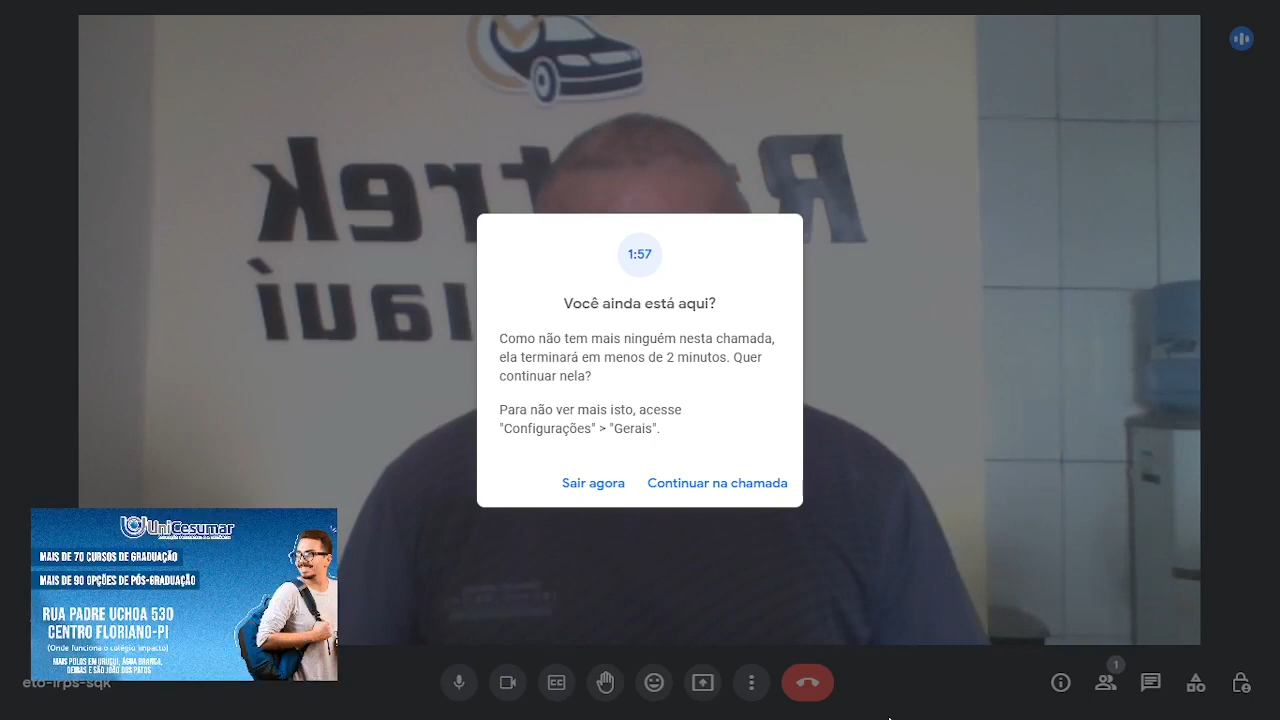 Rastrek
Piauí
1:57
Você ainda está aqui?
Como não tem mais ninguém nesta chamada,
ela terminará em menos de 2 minutos. Quer
continuar nela?
Para não ver mais isto, acesse
"Configurações" > "Gerais".
Sair agora
Continuar na chamada
UniCesumar
MAIS DE 70 CURSOS DE GRADUAÇÃO
MAIS DE 90 OPÇÕES DE PÓS-GRADUAÇÃO
RUA PADRE UCHOA 530
CENTRO FLORIANO-PI
(Onde funciona o colégio Impacto)
MAIS POLOS EM URUÇUÍ, ÁGUA BRANCA,
OEIRAS E SÃO JOÃO DOS PATOS
eto-irps-sqk
CC
1